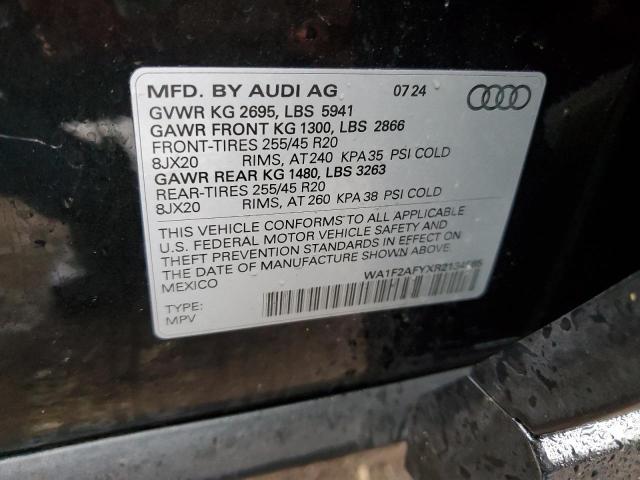 MFD. BY AUDI AG 07 24
GVWR KG 2695, LBS 5941
GAWR FRONT KG 1300, LBS 2866
FRONT-TIRES 255/45 R20
8JX20 RIMS, AT 240 KPA 35 PSI COLD
GAWR REAR KG 1480, LBS 3263
REAR-TIRES 255/45 R20
8JX20 RIMS, AT 260 KPA 38 PSI COLD
THIS VEHICLE CONFORMS TO ALL APPLICABLE
U.S. FEDERAL MOTOR VEHICLE SAFETY AND
THEFT PREVENTION STANDARDS IN EFFECT ON
THE DATE OF MANUFACTURE SHOWN ABOVE.
MEXICO
TYPE:
MPV